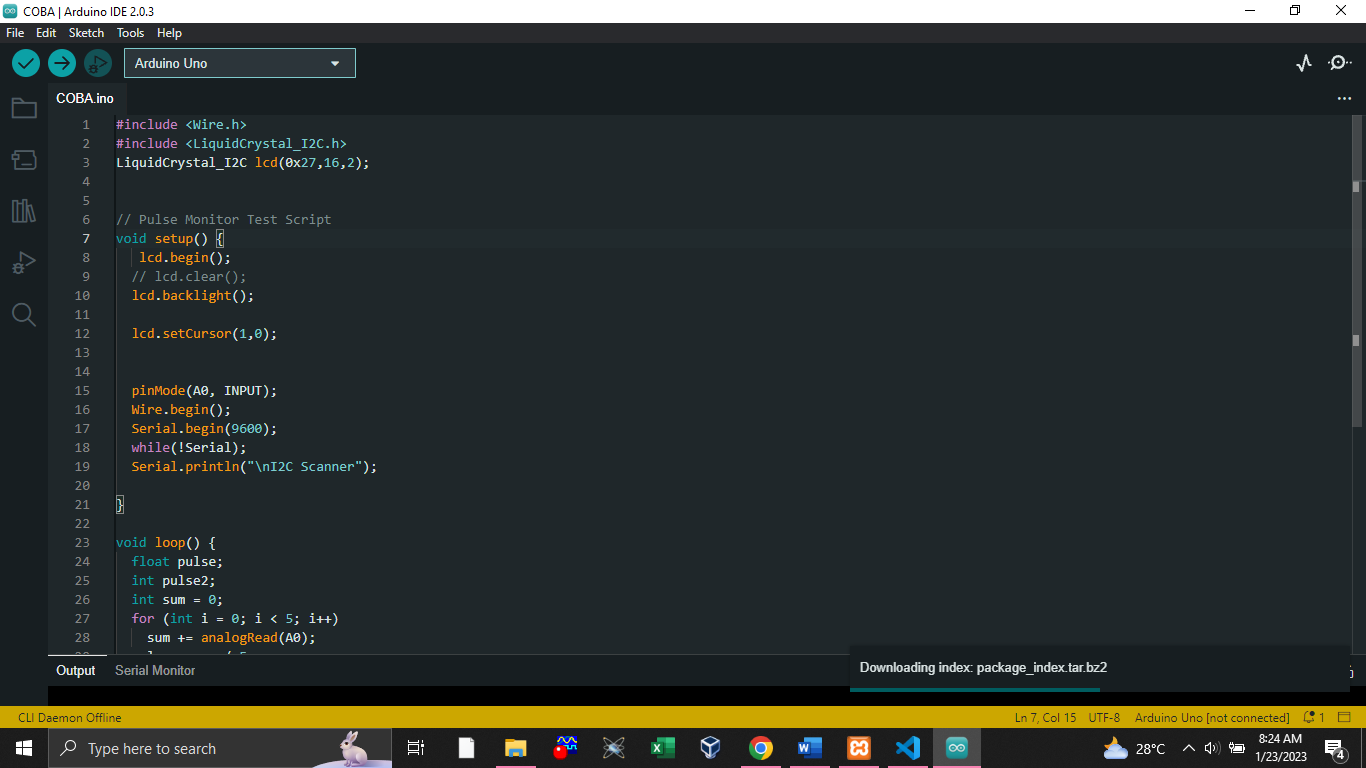 COBA | Arduino IDE 2.0.3
File Edit Sketch Tools Help
Arduino Uno
COBA.ino
1 #include <Wire.h>
2 #include <LiquidCrystal_I2C.h>
3 LiquidCrystal_I2C lcd(0x27,16,2);
4
5
6 // Pulse Monitor Test Script
7 void setup() {
8 lcd.begin();
9 // lcd.clear();
10 lcd.backlight();
11
12 lcd.setCursor(1,0);
13
14
15 pinMode(A0, INPUT);
16 Wire.begin();
17 Serial.begin(9600);
18 while(!Serial);
19 Serial.println("\nI2C Scanner");
20
21 }
22
23 void loop() {
24 float pulse;
25 int pulse2;
26 int sum = 0;
27 for (int i = 0; i < 5; i++)
28 sum += analogRead(A0);
Output Serial Monitor
Downloading index: package_index.tar.bz2
CLI Daemon Offline
Ln 7, Col 15 UTF-8 Arduino Uno [not connected] 1
Type here to search
28°C
8:24 AM
1/23/2023
4